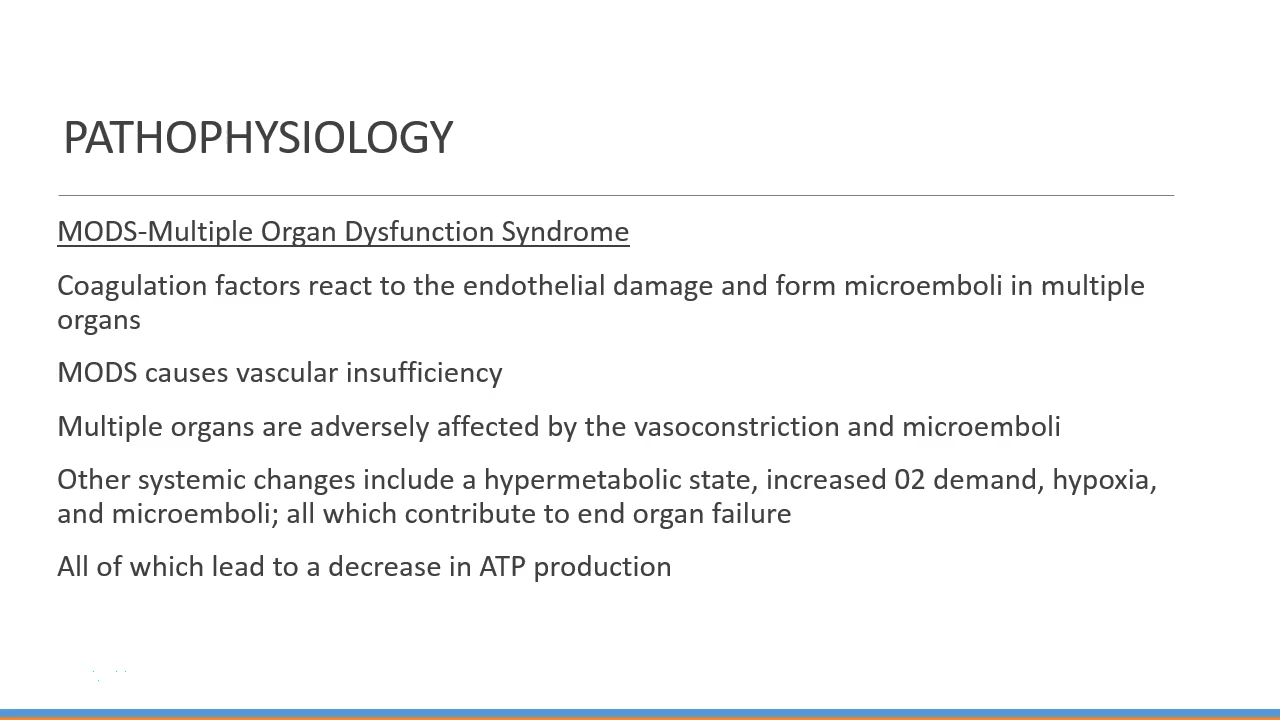 PATHOPHYSIOLOGY
MODS-Multiple Organ Dysfunction Syndrome
Coagulation factors react to the endothelial damage and form microemboli in multiple
organs
MODS causes vascular insufficiency
Multiple organs are adversely affected by the vasoconstriction and microemboli
Other systemic changes include a hypermetabolic state, increased 02 demand, hypoxia,
and microemboli; all which contribute to end organ failure
All of which lead to a decrease in ATP production